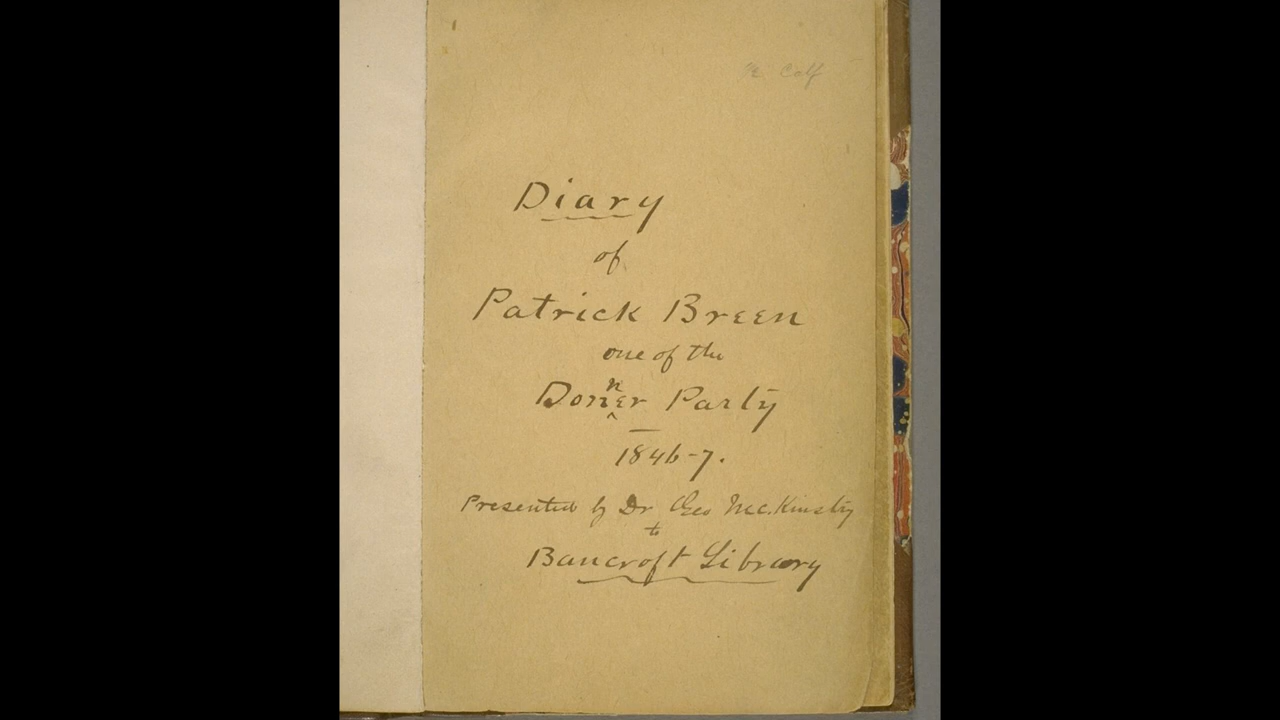 ½ Calf
Diary
of
Patrick Breen
one of the
Donner Party
1846-7.
Presented by Dr Geo McKinstry
to
Bancroft Library